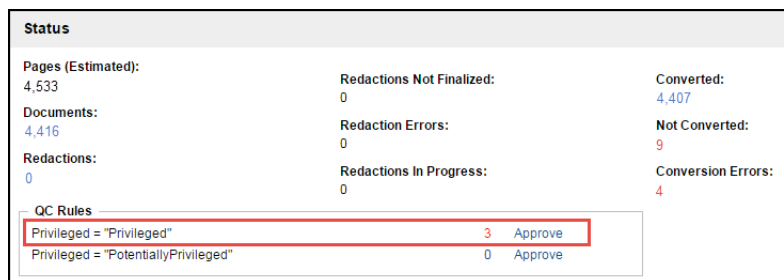 Status
Pages (Estimated):
4,533
Documents:
4,416
Redactions:
0
Redactions Not Finalized:
0
Redaction Errors:
0
Redactions In Progress:
0
Converted:
4,407
Not Converted:
9
Conversion Errors:
4
QC Rules
Privileged = "Privileged" 3 Approve
Privileged = "PotentiallyPrivileged" 0 Approve